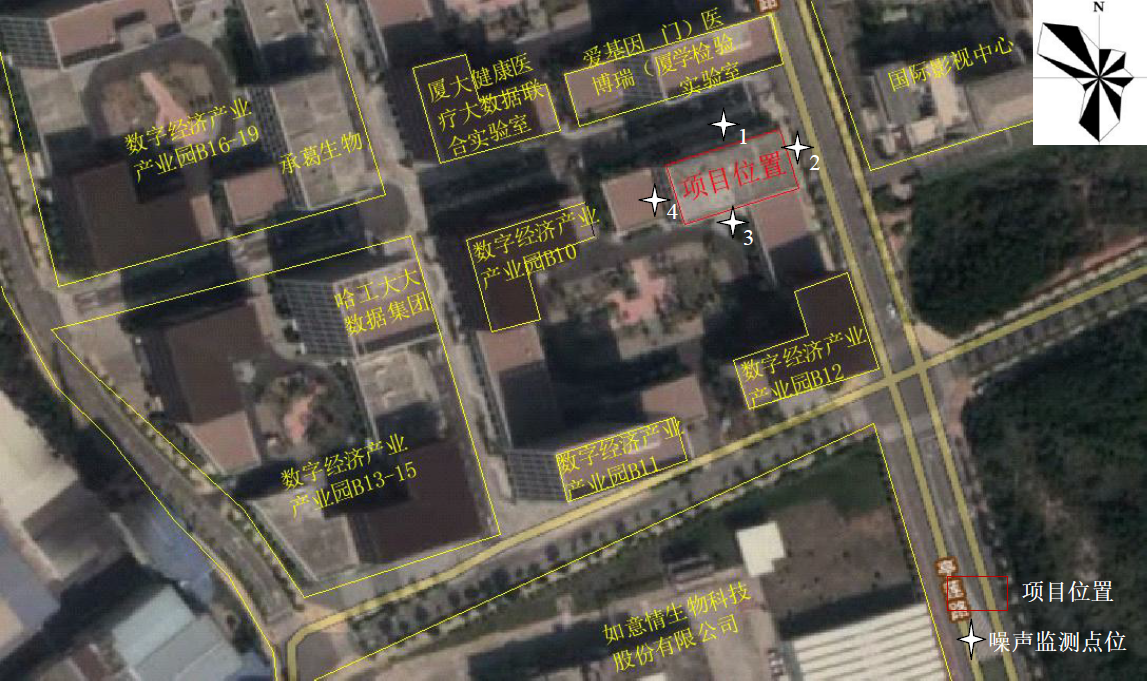 路
N
爱基因 门）医
博瑞（厦学检验
实验室
厦大健康医
疗大数据联
合实验室
国际影视中心
数字经济产业
产业园B16-19
承葛生物
1
2
项目位置
4
3
数字经济产业
产业园B10
哈工大大
数据集团
数字经济产业
产业园B12
数字经济产业
产业园B11
数字经济产业
产业园B13-15
如意情生物科技
股份有限公司
路
项目位置
噪声监测点位